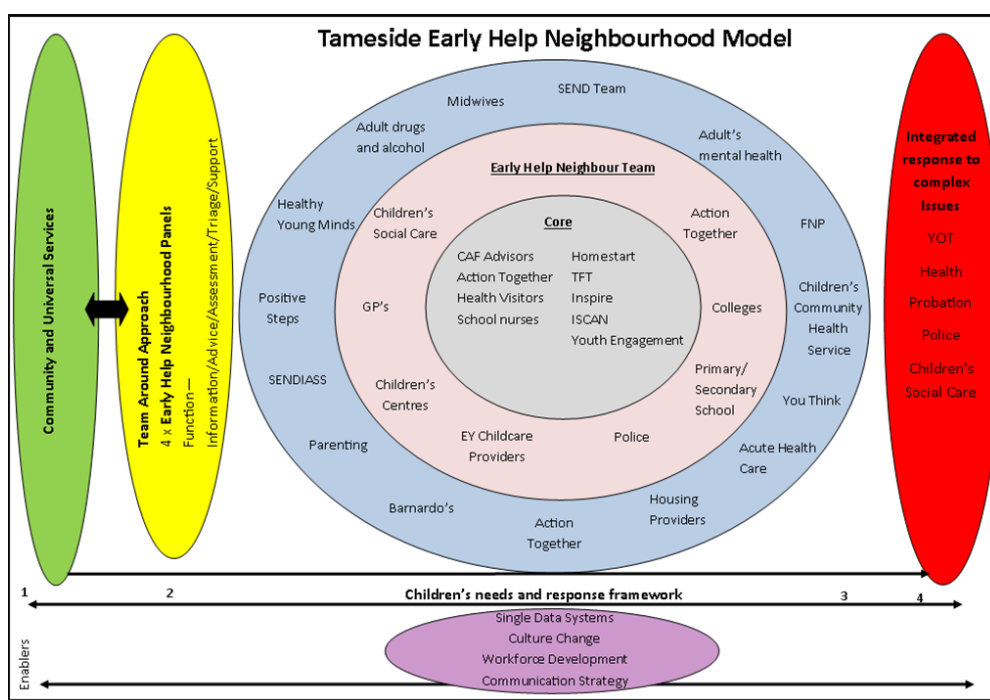 Tameside Early Help Neighbourhood Model
Community and Universal Services
Team Around Approach
4 x Early Help Neighbourhood Panels
Function—
Information/Advice/Assessment/Triage/Support
SEND Team
Midwives
Adult drugs
and alcohol
Adult's
mental health
Healthy
Young Minds
FNP
Positive
Steps
Children's
Community
Health
Service
SENDIASS
You Think
Parenting
Acute Health
Care
Barnardo's
Housing
Providers
Action
Together
Early Help Neighbour Team
Children's
Social Care
Action
Together
GP's
Colleges
Children's
Centres
Primary/
Secondary
School
EY Childcare
Providers
Police
Core
CAF Advisors
Action Together
Health Visitors
School nurses
Homestart
TFT
Inspire
ISCAN
Youth Engagement
Integrated
response to
complex
Issues
YOT
Health
Probation
Police
Children's
Social Care
1
2
Children's needs and response framework
3
4
Enablers
Single Data Systems
Culture Change
Workforce Development
Communication Strategy